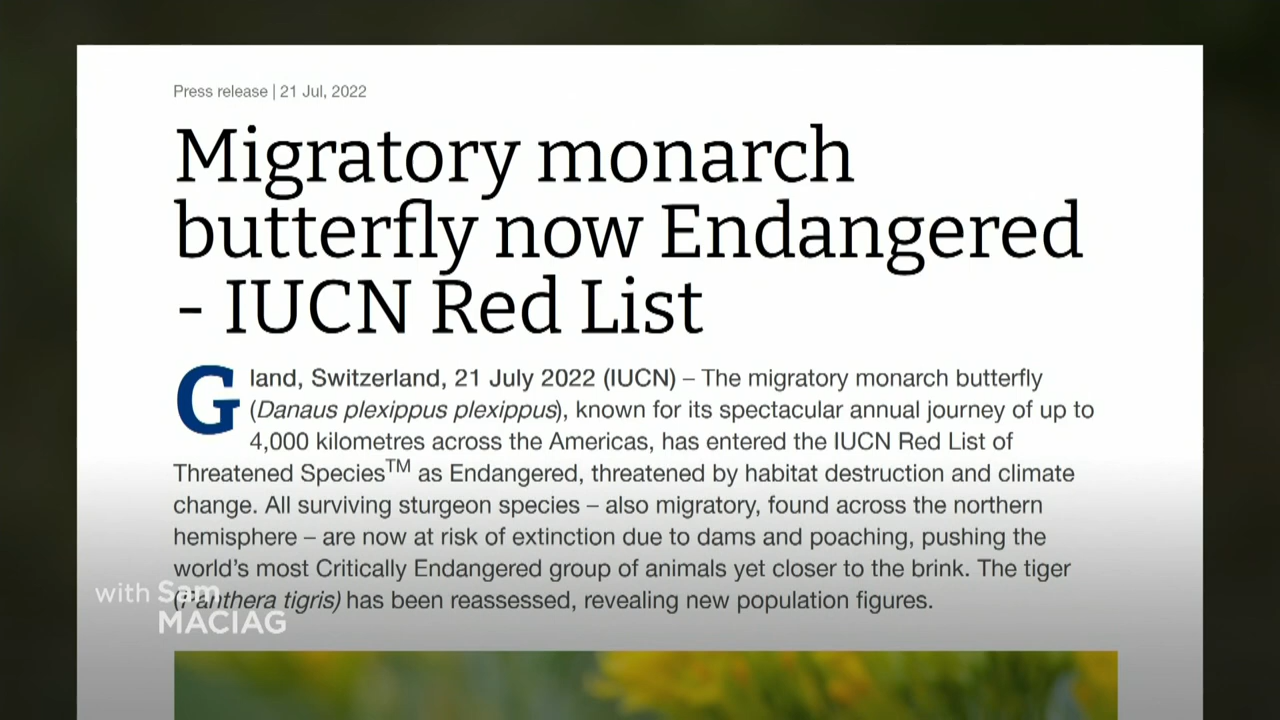 Press release | 21 Jul, 2022
Migratory monarch
butterfly now Endangered
- IUCN Red List
Gland, Switzerland, 21 July 2022 (IUCN) – The migratory monarch butterfly
(Danaus plexippus plexippus), known for its spectacular annual journey of up to
4,000 kilometres across the Americas, has entered the IUCN Red List of
Threatened Species™ as Endangered, threatened by habitat destruction and climate
change. All surviving sturgeon species – also migratory, found across the northern
hemisphere – are now at risk of extinction due to dams and poaching, pushing the
world's most Critically Endangered group of animals yet closer to the brink. The tiger
(Panthera tigris) has been reassessed, revealing new population figures.
with Sam
MACIAG